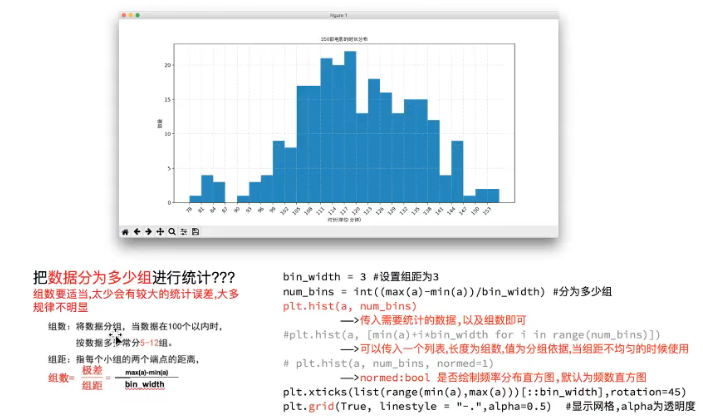 Figure 1
250部电影的时长分布
数量
20
15
10
5
0
78 81 84 87 90 93 96 99 102 105 108 111 114 117 120 123 126 129 132 135 138 141 144 147 150 153
时长(单位:分钟)
把数据分为多少组进行统计???
组数要适当,太少会有较大的统计误差,大多
规律不明显
组数：将数据分组，当数据在100个以内时，
按数据多少常分5-12组。
组距：指每个小组的两个端点的距离，
组数= 极差 = max(a)-min(a)
组距 bin_width
bin_width = 3 #设置组距为3
num_bins = int((max(a)-min(a))/bin_width) #分为多少组
plt.hist(a, num_bins)
——>传入需要统计的数据,以及组数即可
#plt.hist(a, [min(a)+i*bin_width for i in range(num_bins)])
——>可以传入一个列表,长度为组数,值为分组依据,当组距不均匀的时候使用
# plt.hist(a, num_bins, normed=1)
——>normed:bool 是否绘制频率分布直方图,默认为频数直方图
plt.xticks(list(range(min(a),max(a)))[::bin_width],rotation=45)
plt.grid(True, linestyle = "-.",alpha=0.5) #显示网格,alpha为透明度